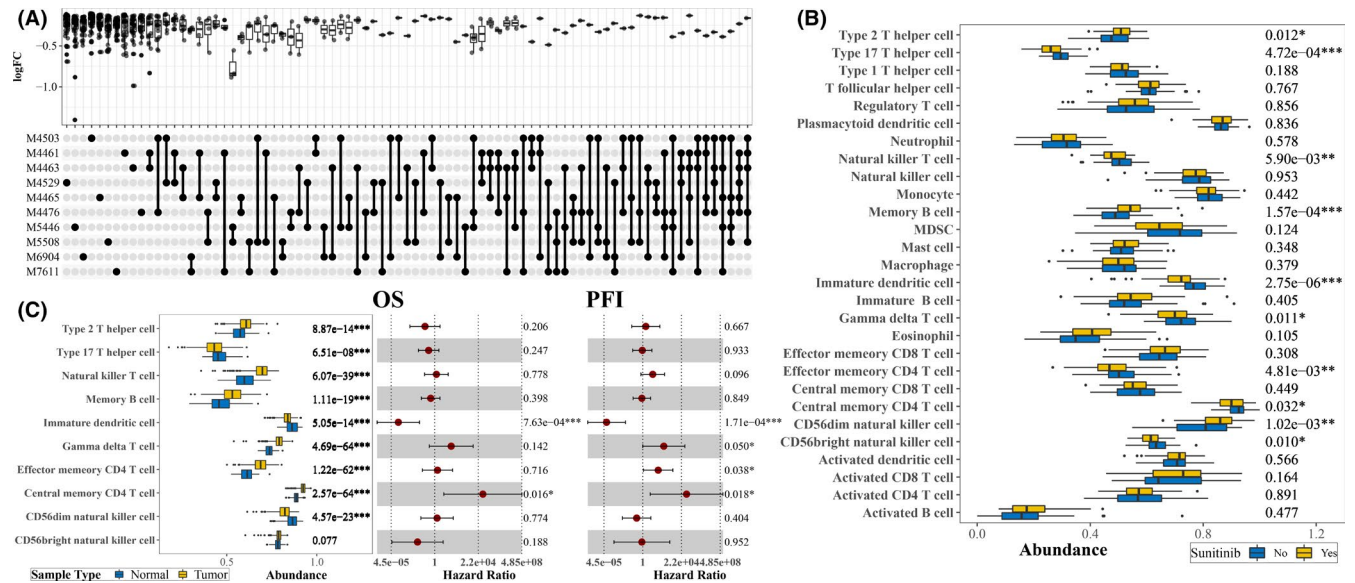 (A)
logFC
−0.5
−1.0
M4503
M4461
M4463
M4529
M4465
M4476
M5446
M5508
M6904
M7611
(B)
Type 2 T helper cell 0.012*
Type 17 T helper cell 4.72e−04***
Type 1 T helper cell 0.188
T follicular helper cell 0.767
Regulatory T cell 0.856
Plasmacytoid dendritic cell 0.836
Neutrophil 0.578
Natural killer T cell 5.90e−03**
Natural killer cell 0.953
Monocyte 0.442
Memory B cell 1.57e−04***
MDSC 0.124
Mast cell 0.348
Macrophage 0.379
Immature dendritic cell 2.75e−06***
Immature B cell 0.405
Gamma delta T cell 0.011*
Eosinophil 0.105
Effector memeory CD8 T cell 0.308
Effector memeory CD4 T cell 4.81e−03**
Central memory CD8 T cell 0.449
Central memory CD4 T cell 0.032*
CD56dim natural killer cell 1.02e−03**
CD56bright natural killer cell 0.010*
Activated dendritic cell 0.566
Activated CD8 T cell 0.164
Activated CD4 T cell 0.891
Activated B cell 0.477
0.0 0.4 0.8 1.2
Abundance
Sunitinib No Yes
(C)
OS PFI
Type 2 T helper cell 8.87e−14*** 0.206 0.667
Type 17 T helper cell 6.51e−08*** 0.247 0.933
Natural killer T cell 6.07e−39*** 0.778 0.096
Memory B cell 1.11e−19*** 0.398 0.849
Immature dendritic cell 5.05e−14*** 7.63e−04*** 1.71e−04***
Gamma delta T cell 4.69e−64*** 0.142 0.050*
Effector memeory CD4 T cell 1.22e−62*** 0.716 0.038*
Central memory CD4 T cell 2.57e−64*** 0.016* 0.018*
CD56dim natural killer cell 4.57e−23*** 0.774 0.404
CD56bright natural killer cell 0.077 0.188 0.952
0.5 1.0 4.5e−05 1 2.2e+04 4.85e+08 4.5e−05 1 2.2e+04 4.85e+08
Sample Type Normal Tumor Abundance Hazard Ratio Hazard Ratio